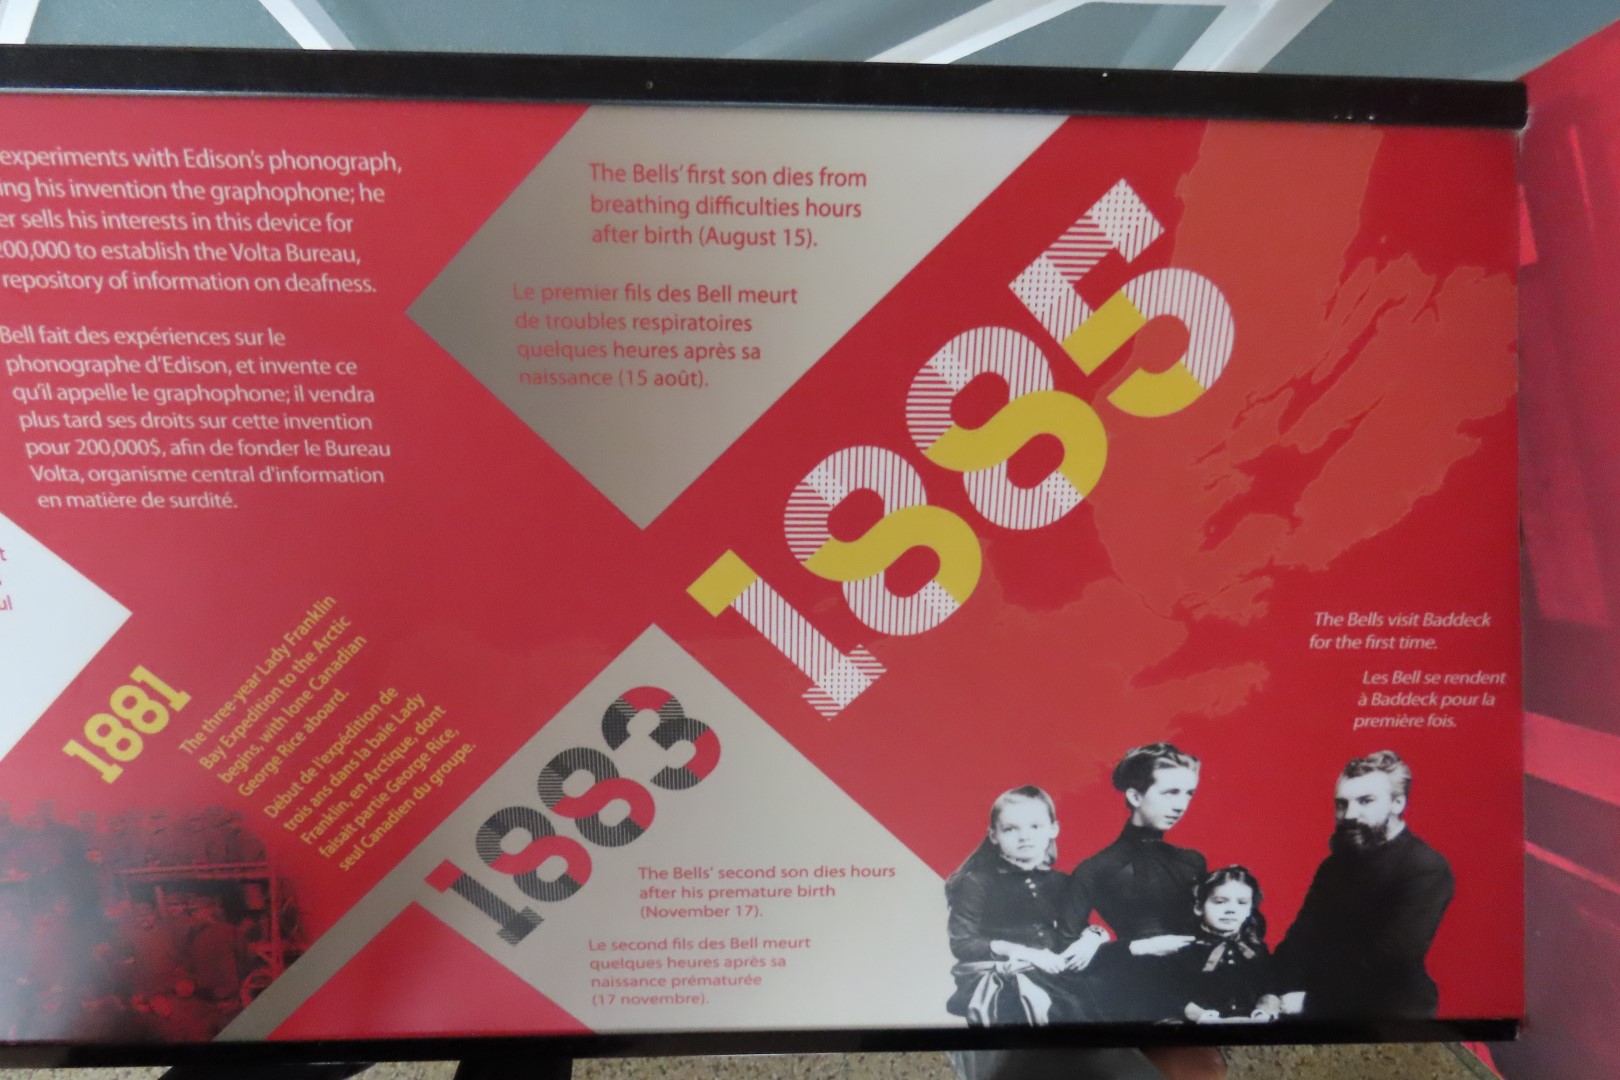 experiments with Edison's phonograph,
ing his invention the graphophone; he
er sells his interests in this device for
200,000 to establish the Volta Bureau,
repository of information on deafness.
Bell fait des expériences sur le
phonographe d'Edison, et invente ce
qu'il appelle le graphophone; il vendra
plus tard ses droits sur cette invention
pour 200,000$, afin de fonder le Bureau
Volta, organisme central d'information
en matière de surdité.
The Bells' first son dies from
breathing difficulties hours
after birth (August 15).
Le premier fils des Bell meurt
de troubles respiratoires
quelques heures après sa
naissance (15 août).
1881
The three-year Lady Franklin
Bay Expedition to the Arctic
begins, with lone Canadian
George Rice aboard.
Début de l'expédition de
trois ans dans la baie Lady
Franklin, en Arctique, dont
faisait partie George Rice,
seul Canadien du groupe.
1883
The Bells' second son dies hours
after his premature birth
(November 17).
Le second fils des Bell meurt
quelques heures après sa
naissance prématurée
(17 novembre).
1885
The Bells visit Baddeck
for the first time.
Les Bell se rendent
à Baddeck pour la
première fois.